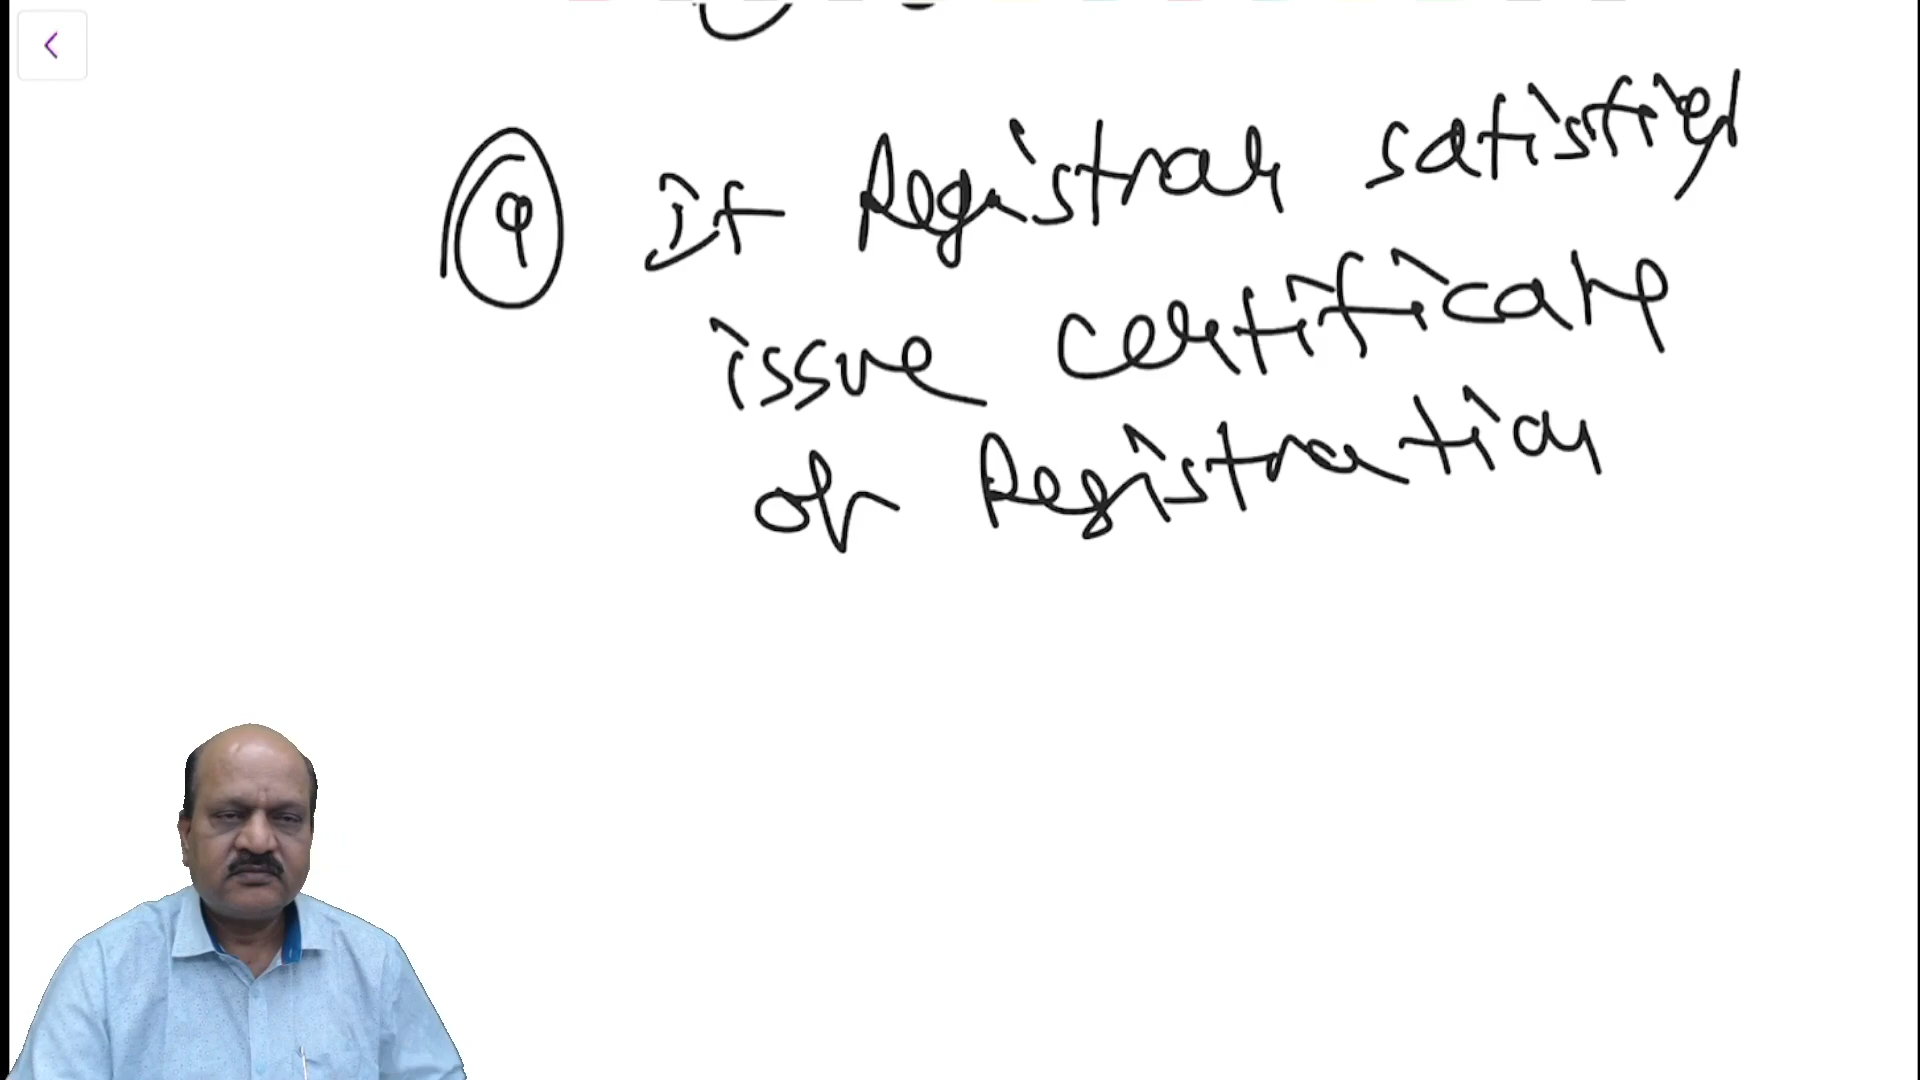 9 If Registrar satisfied
issue certificate
of Registration